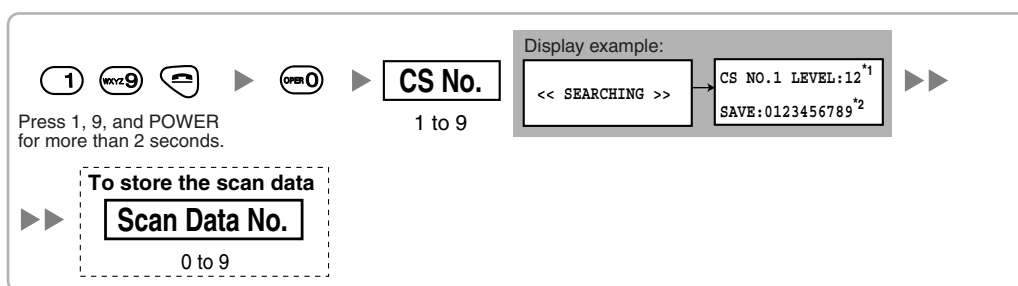 Display example:
1) WXYZ9 OPER0 CS No.
<< SEARCHING >>
CS NO.1 LEVEL:12*1
SAVE:0123456789*2
1 to 9
Press 1, 9, and POWER
for more than 2 seconds.
To store the scan data
Scan Data No.
0 to 9